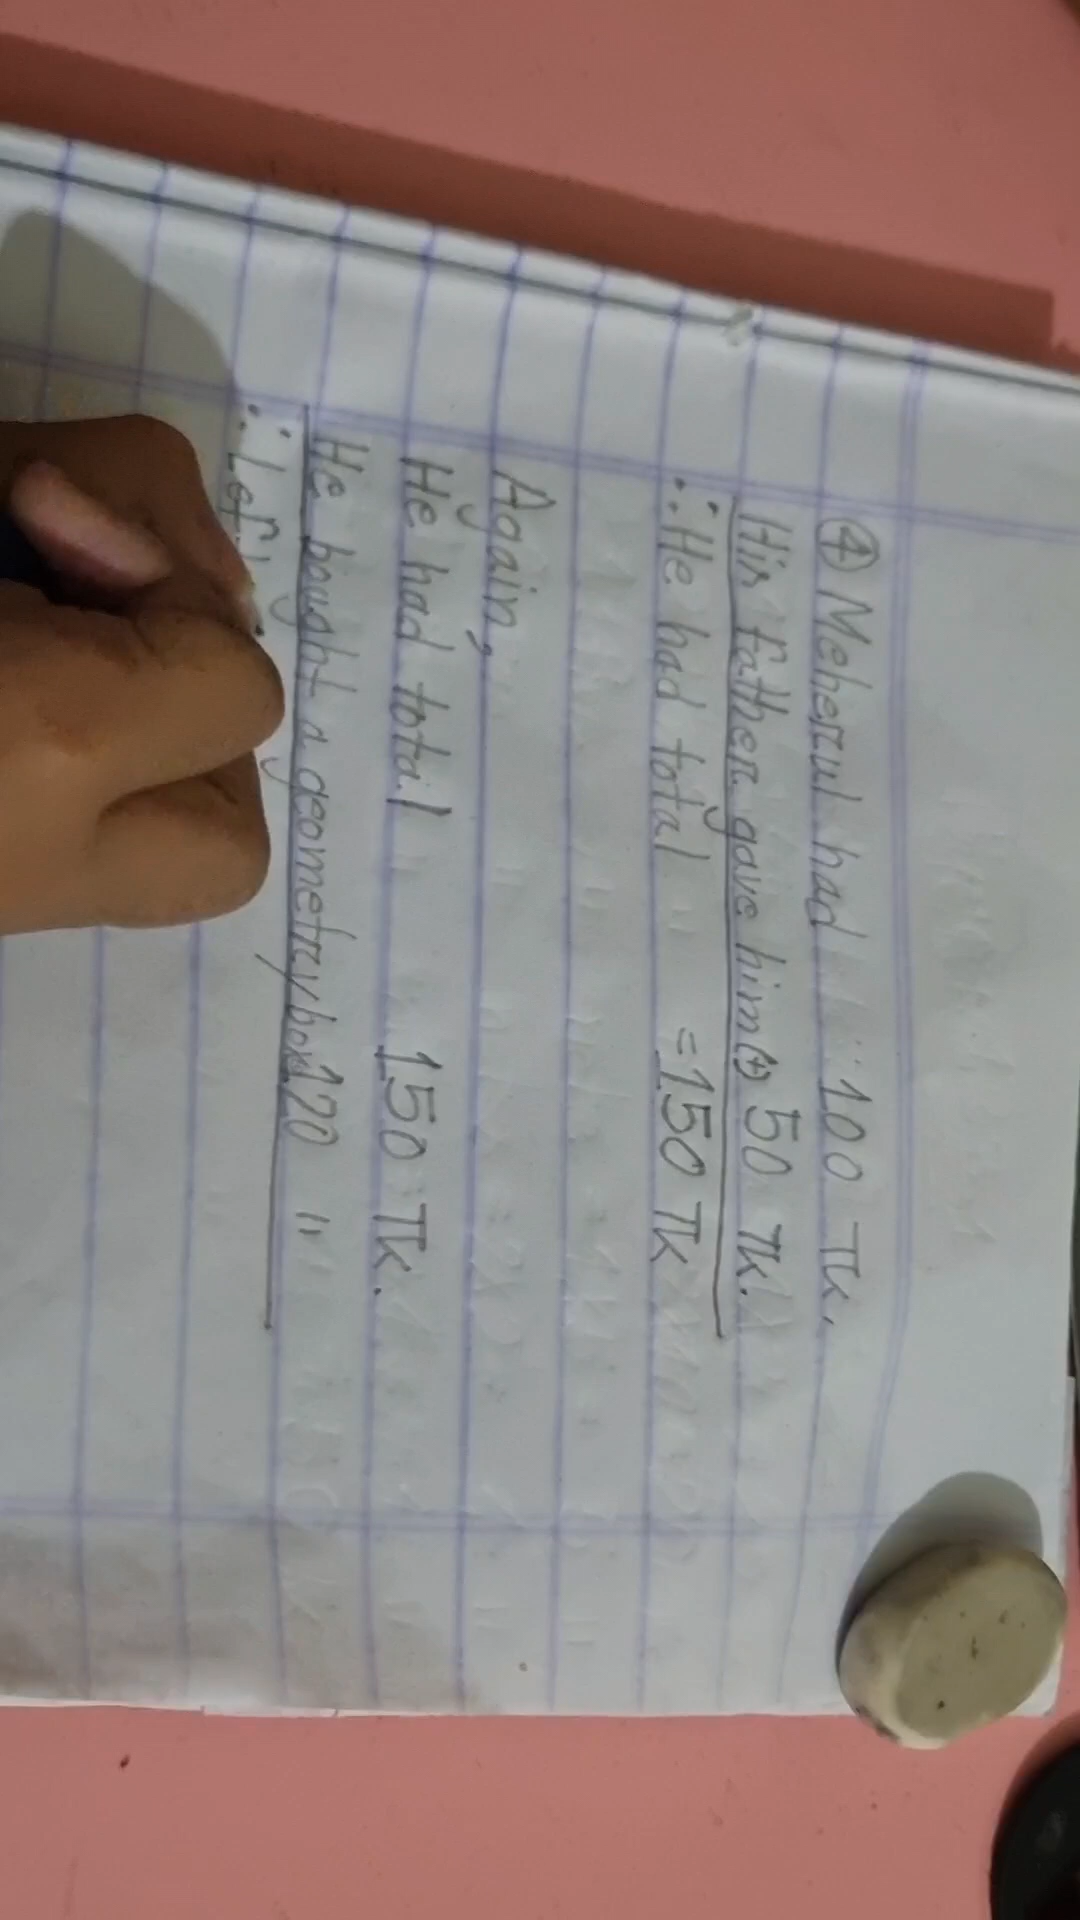 ④ Meherul had 100 TK.
His father gave him (+) 50 TK.
∴ He had total = 150 TK
Again,
He had total 150 TK.
He bought a geometry box 120 "
∴ Left